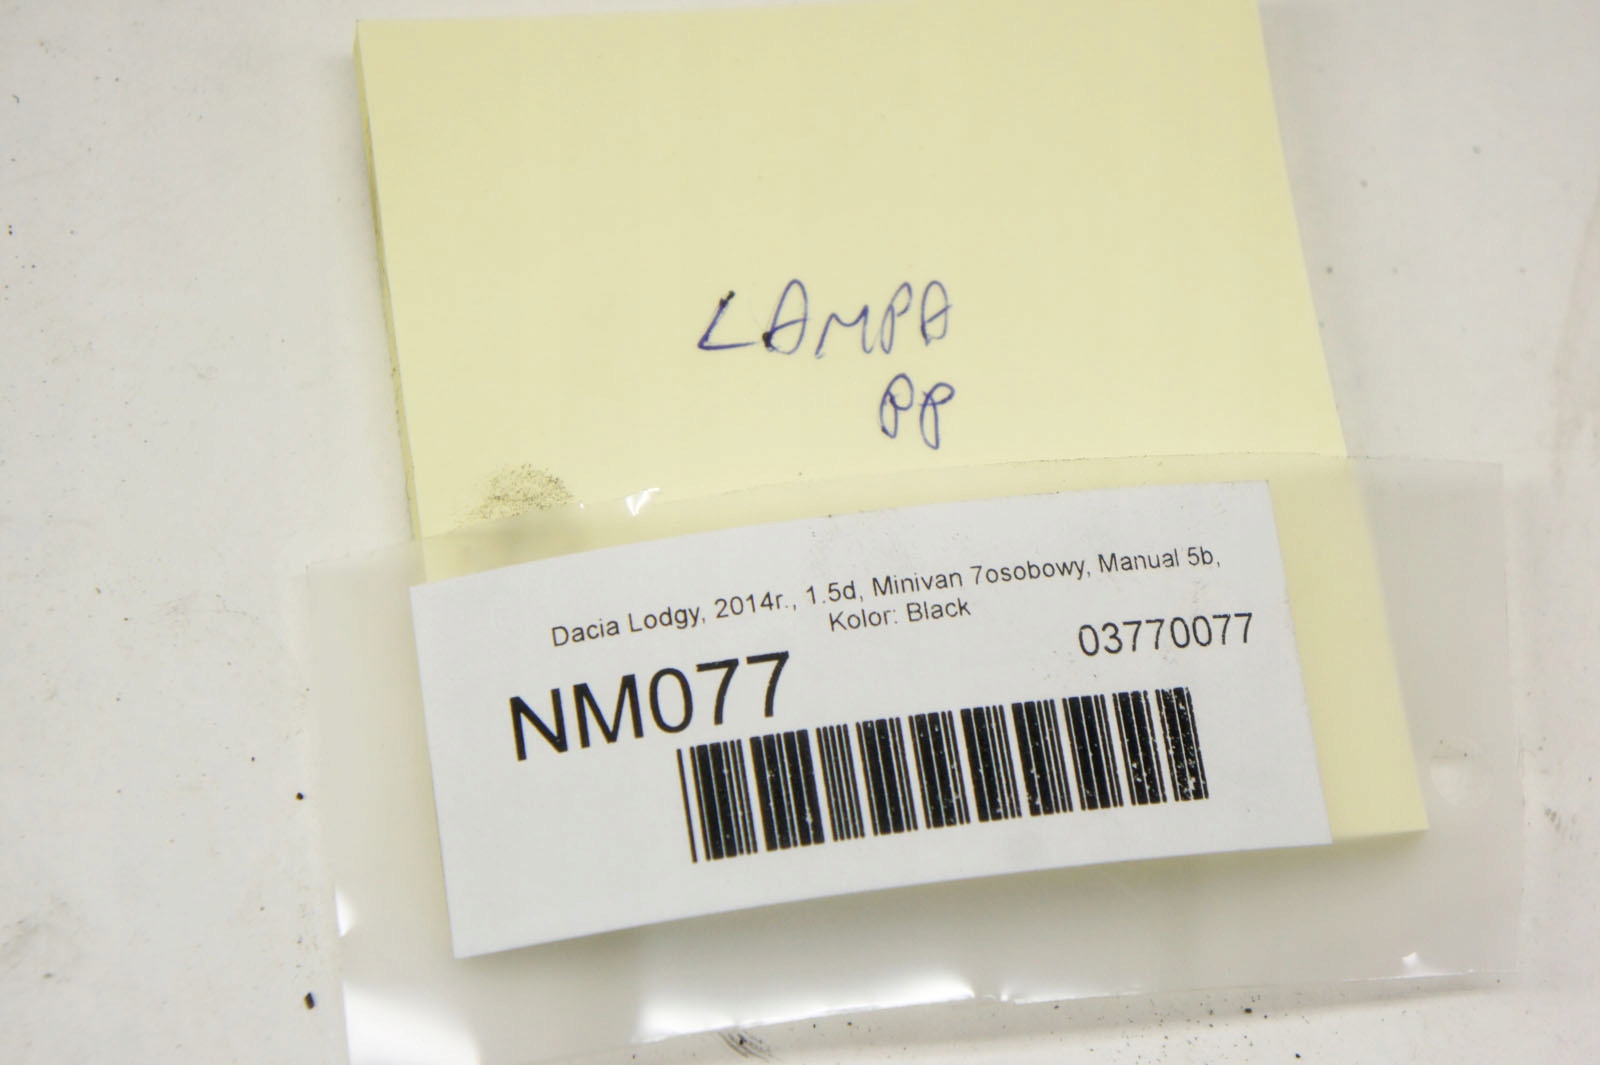 LAMPA
PP
Dacia Lodgy, 2014r., 1.5d, Minivan 7osobowy, Manual 5b,
Kolor: Black
03770077
NM077